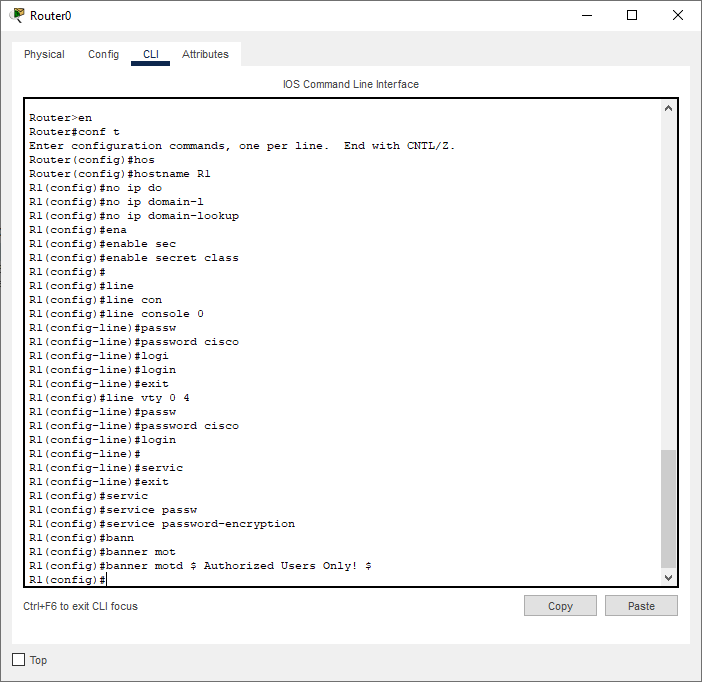 Router0
Physical Config CLI Attributes
IOS Command Line Interface
Router>en
Router#conf t
Enter configuration commands, one per line.  End with CNTL/Z.
Router(config)#hos
Router(config)#hostname R1
R1(config)#no ip do
R1(config)#no ip domain-l
R1(config)#no ip domain-lookup
R1(config)#ena
R1(config)#enable sec
R1(config)#enable secret class
R1(config)#
R1(config)#line
R1(config)#line con
R1(config)#line console 0
R1(config-line)#passw
R1(config-line)#password cisco
R1(config-line)#logi
R1(config-line)#login
R1(config-line)#exit
R1(config)#line vty 0 4
R1(config-line)#passw
R1(config-line)#password cisco
R1(config-line)#login
R1(config-line)#
R1(config-line)#servic
R1(config-line)#exit
R1(config)#servic
R1(config)#service passw
R1(config)#service password-encryption
R1(config)#bann
R1(config)#banner mot
R1(config)#banner motd $ Authorized Users Only! $
R1(config)#
Ctrl+F6 to exit CLI focus
Copy Paste
Top